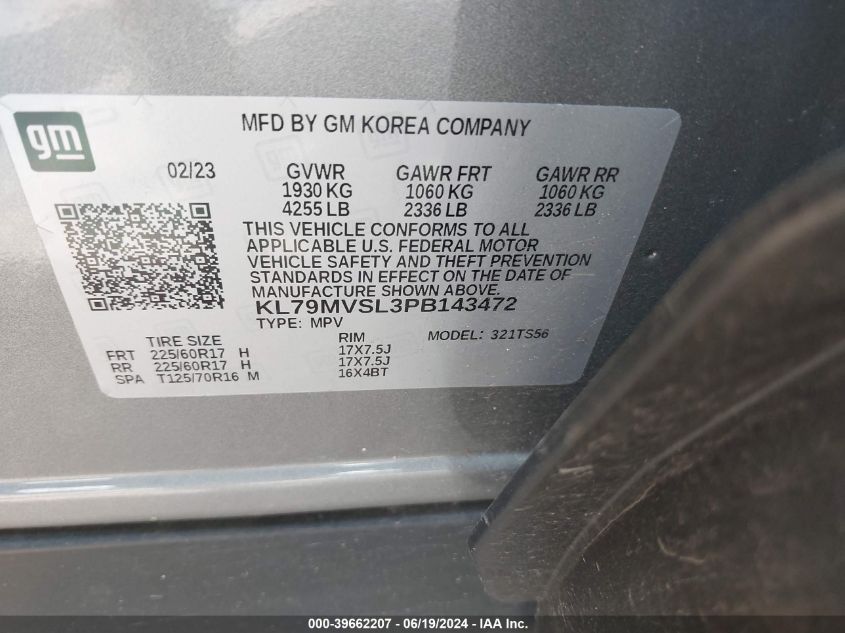 gm
MFD BY GM KOREA COMPANY
02/23 GVWR GAWR FRT GAWR RR
1930 KG 1060 KG 1060 KG
4255 LB 2336 LB 2336 LB
THIS VEHICLE CONFORMS TO ALL
APPLICABLE U.S. FEDERAL MOTOR
VEHICLE SAFETY AND THEFT PREVENTION
STANDARDS IN EFFECT ON THE DATE OF
MANUFACTURE SHOWN ABOVE.
KL79MVSL3PB143472
TYPE: MPV MODEL: 321TS56
TIRE SIZE RIM
FRT 225/60R17 H 17X7.5J
RR 225/60R17 H 17X7.5J
SPA T125/70R16 M 16X4BT
000-39662207 - 06/19/2024 - IAA Inc.